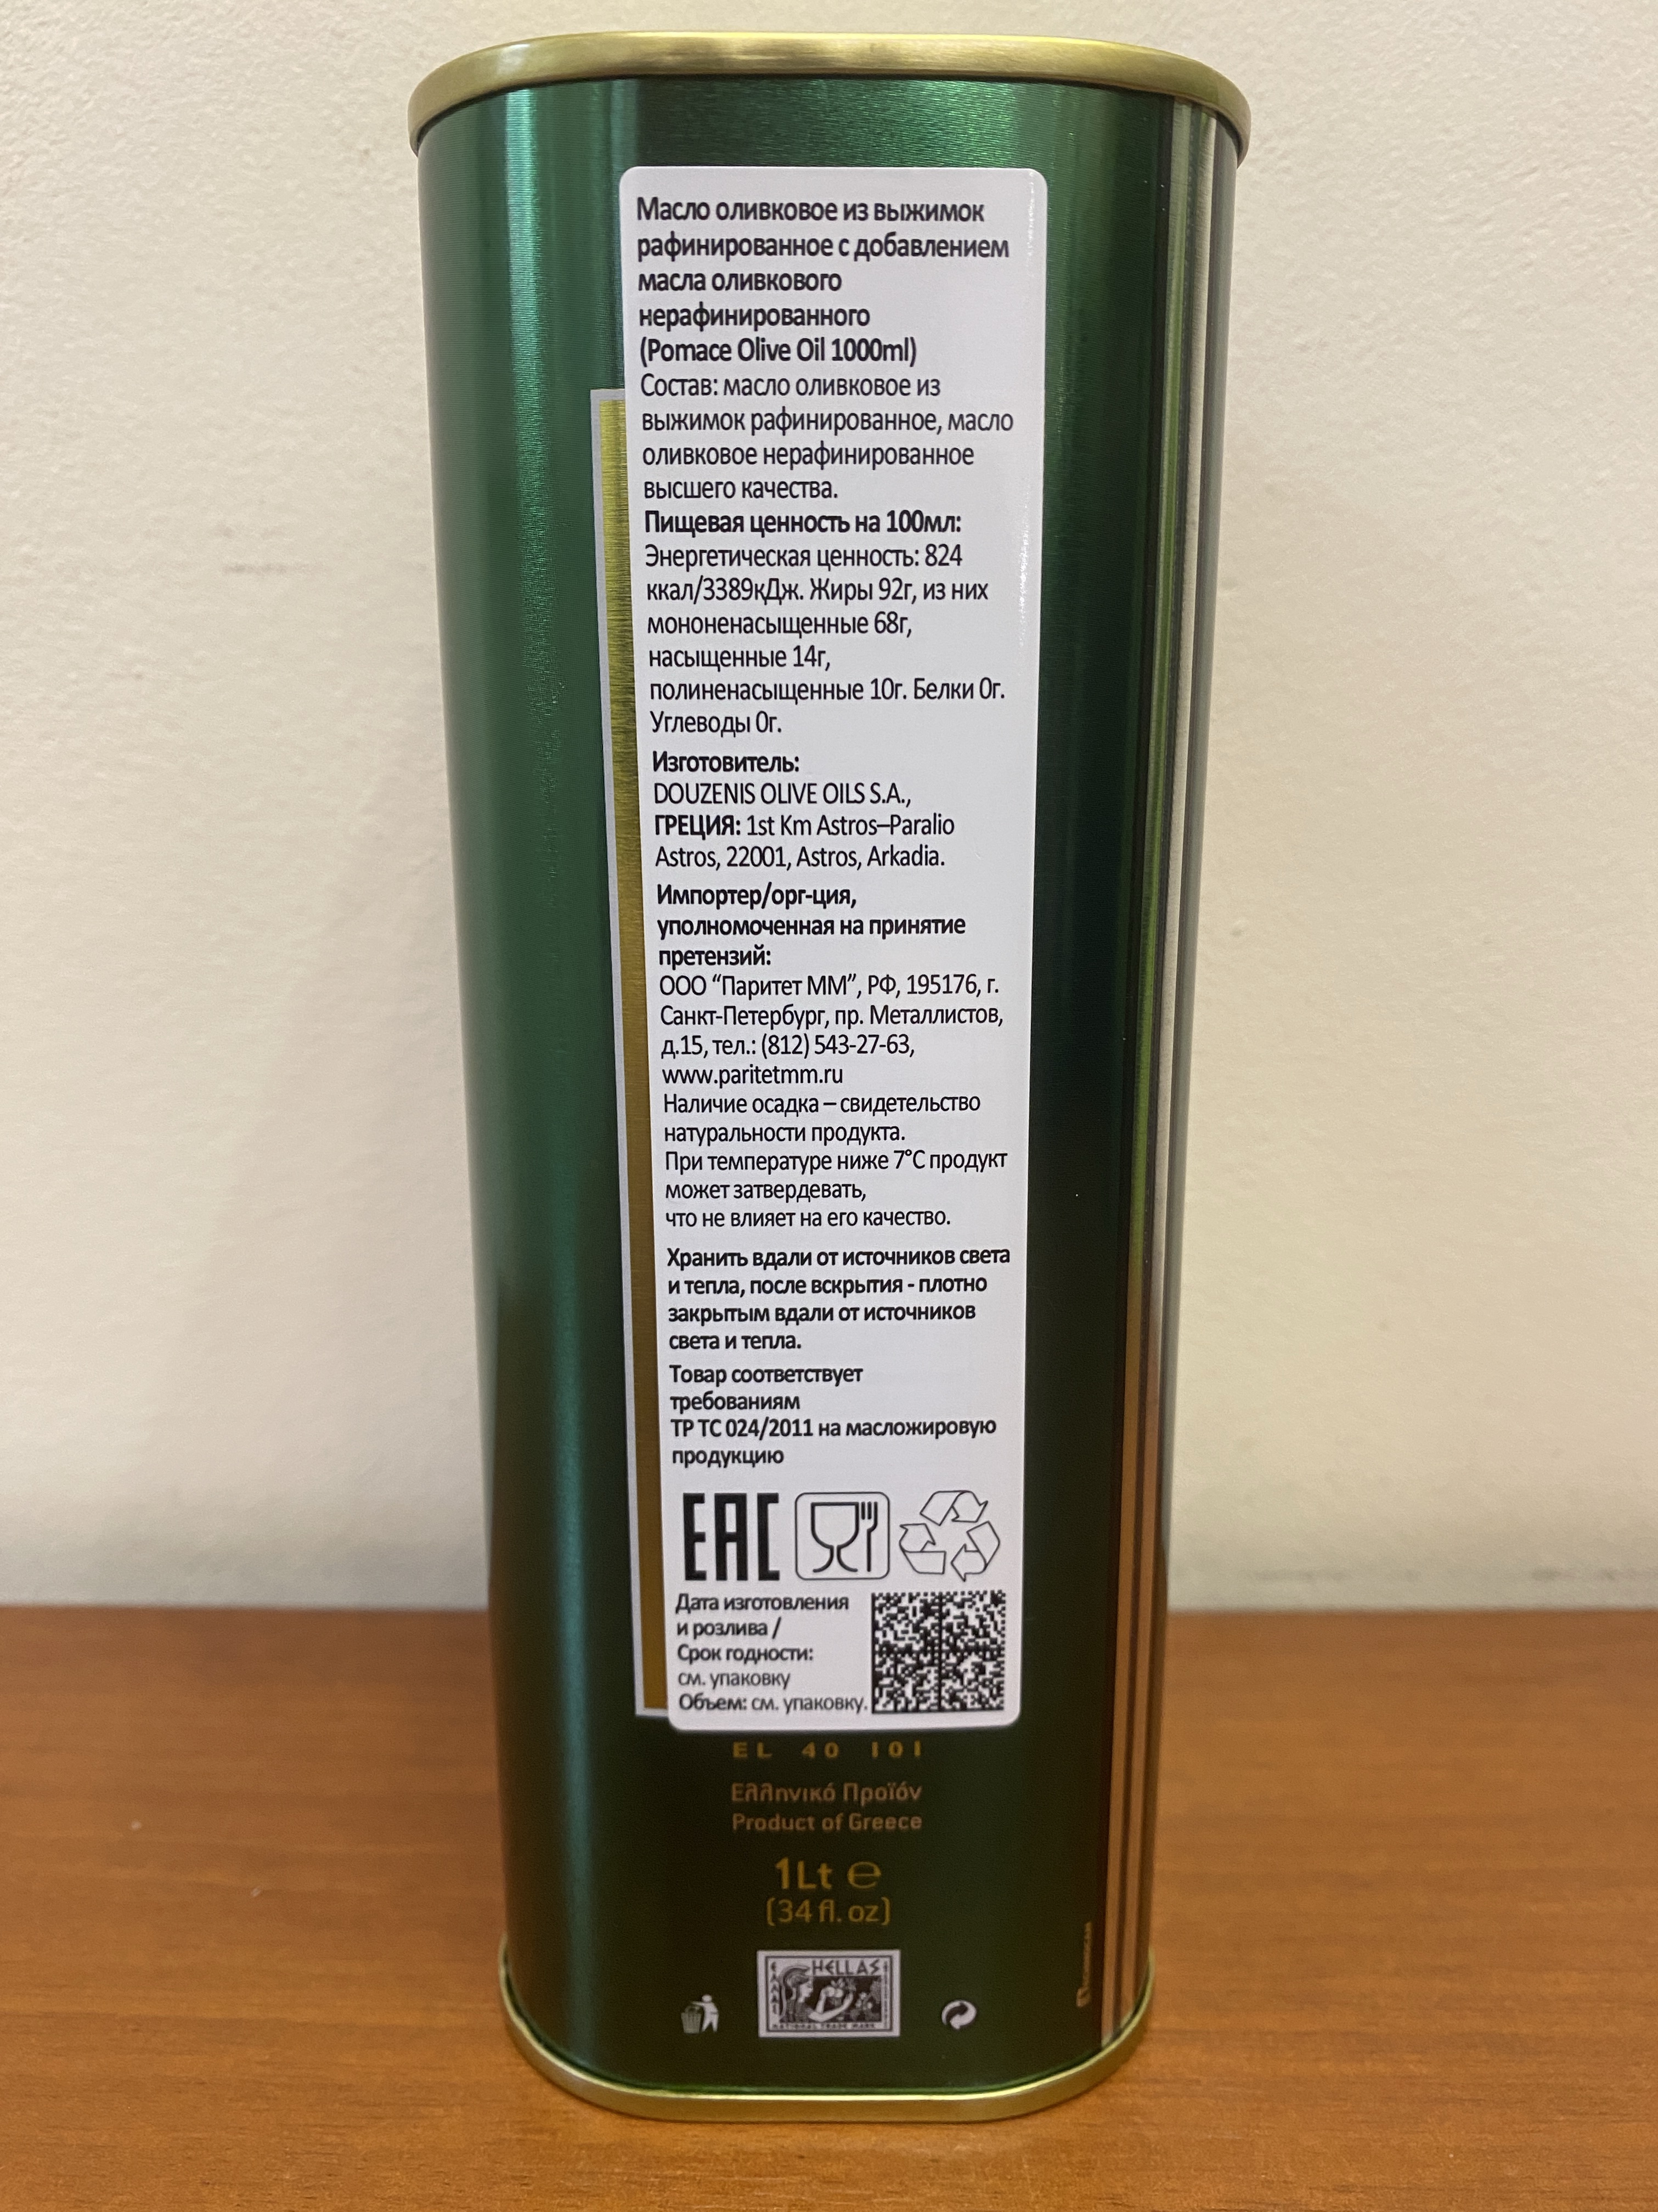 Масло оливковое из выжимок
рафинированное с добавлением
масла оливкового
нерафинированного
(Pomace Olive Oil 1000ml)
Состав: масло оливковое из
выжимок рафинированное, масло
оливковое нерафинированное
высшего качества.
Пищевая ценность на 100мл:
Энергетическая ценность: 824
ккал/3389кДж. Жиры 92г, из них
мононенасыщенные 68г,
насыщенные 14г,
полиненасыщенные 10г. Белки 0г.
Углеводы 0г.
Изготовитель:
DOUZENIS OLIVE OILS S.A.,
ГРЕЦИЯ: 1st Km Astros–Paralio
Astros, 22001, Astros, Arkadia.
Импортер/орг-ция,
уполномоченная на принятие
претензий:
ООО “Паритет ММ”, РФ, 195176, г.
Санкт-Петербург, пр. Металлистов,
д.15, тел.: (812) 543-27-63,
www.paritetmm.ru
Наличие осадка – свидетельство
натуральности продукта.
При температуре ниже 7°С продукт
может затвердевать,
что не влияет на его качество.
Хранить вдали от источников света
и тепла, после вскрытия - плотно
закрытым вдали от источников
света и тепла.
Товар соответствует
требованиям
ТР ТС 024/2011 на масложировую
продукцию
EAC
Дата изготовления
и розлива /
Срок годности:
см. упаковку
Объем: см. упаковку.
EL 40 101
Ελληνικό Προϊόν
Product of Greece
1Lt ℮
(34 fl. oz)
HELLAS
NATIONAL TRADE MARK